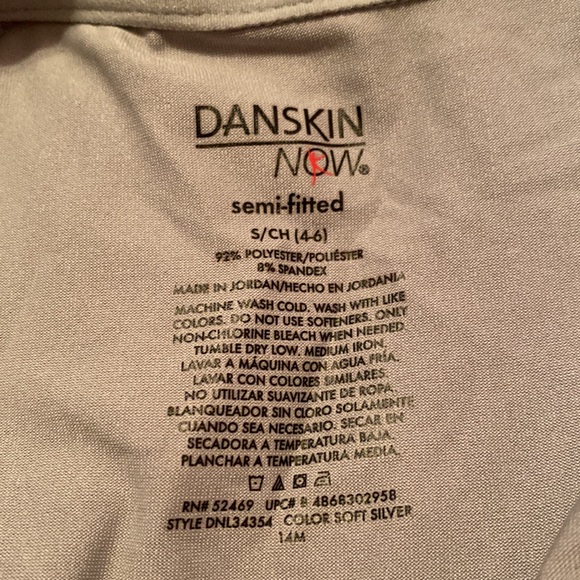 DANSKIN
NOW®
semi-fitted
S/CH (4-6)
92% POLYESTER/POLIÉSTER
8% SPANDEX
MADE IN JORDAN/HECHO EN JORDANIA
MACHINE WASH COLD. WASH WITH LIKE
COLORS. DO NOT USE SOFTENERS. ONLY
NON-CHLORINE BLEACH WHEN NEEDED.
TUMBLE DRY LOW. MEDIUM IRON.
LAVAR A MÁQUINA CON AGUA FRÍA.
LAVAR CON COLORES SIMILARES.
NO UTILIZAR SUAVIZANTE DE ROPA.
BLANQUEADOR SIN CLORO SOLAMENTE
CUANDO SEA NECESARIO. SECAR EN
SECADORA A TEMPERATURA BAJA.
PLANCHAR A TEMPERATURA MEDIA.
RN# 52469 UPC# 8 4868302958
STYLE DNL34354 COLOR SOFT SILVER
14M